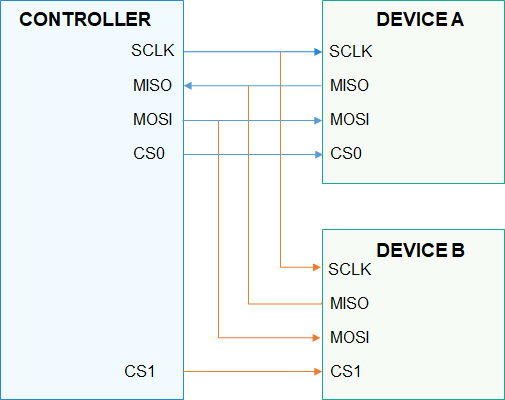 CONTROLLER
SCLK
MISO
MOSI
CS0
CS1
DEVICE A
SCLK
MISO
MOSI
CS0
DEVICE B
SCLK
MISO
MOSI
CS1